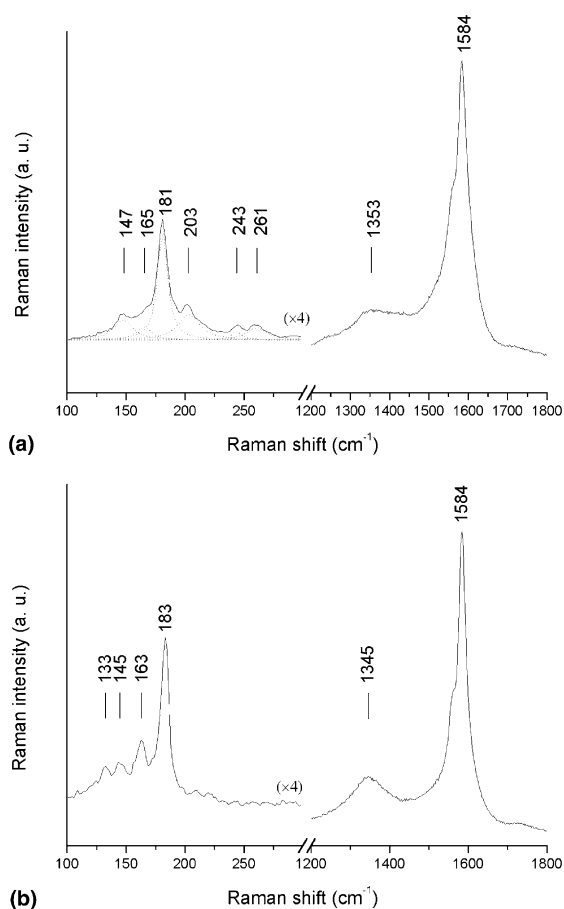 1584
181
147
165
203
243
261
1353
(×4)
Raman intensity (a. u.)
100 150 200 250 2 1200 1300 1400 1500 1600 1700 1800
(a)
Raman shift (cm⁻¹)
1584
183
133
145
163
1345
(×4)
Raman intensity (a. u.)
100 150 200 250 2 1200 1400 1600 1800
(b)
Raman shift (cm⁻¹)